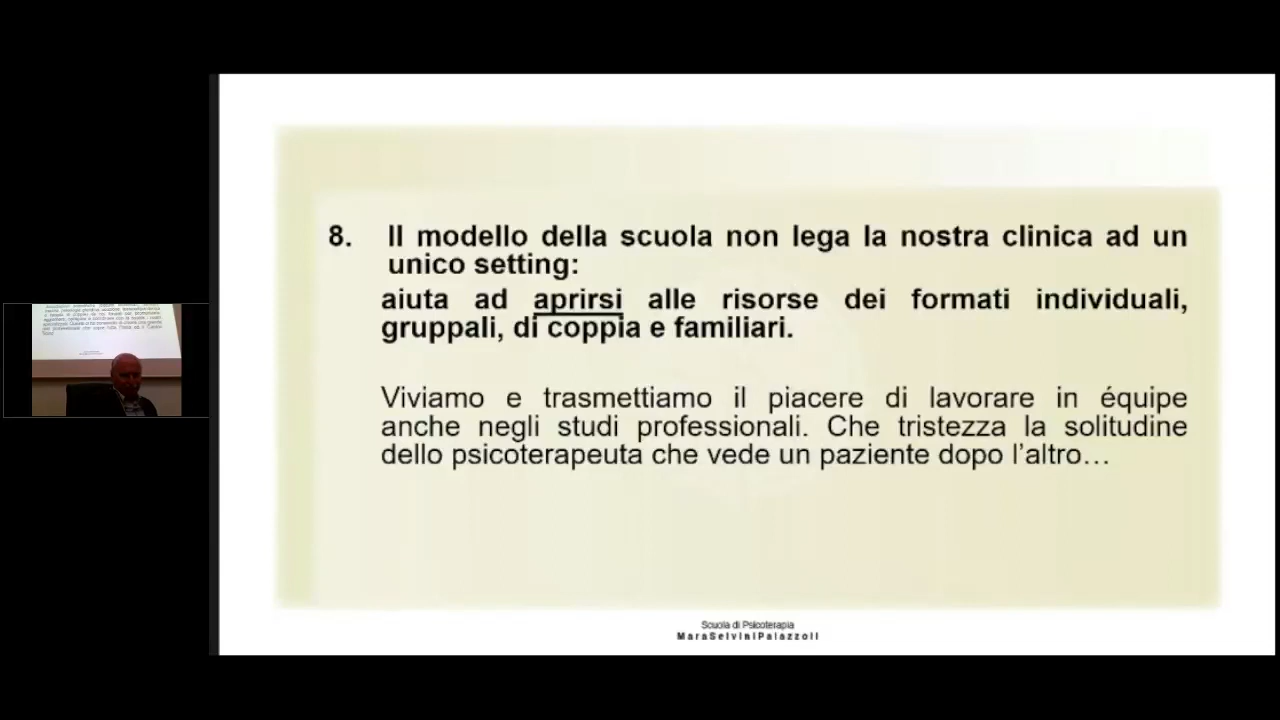 8. Il modello della scuola non lega la nostra clinica ad un
unico setting:
aiuta ad aprirsi alle risorse dei formati individuali,
gruppali, di coppia e familiari.
Viviamo e trasmettiamo il piacere di lavorare in équipe
anche negli studi professionali. Che tristezza la solitudine
dello psicoterapeuta che vede un paziente dopo l’altro…
Scuola di Psicoterapia
MaraSelviniPalazzoli